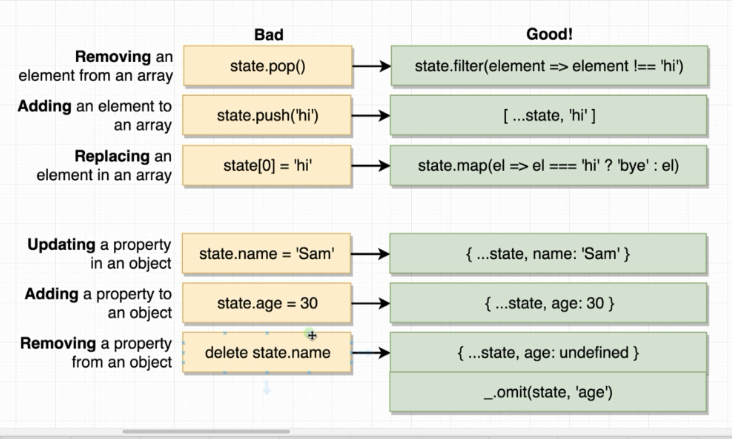 Bad
Good!
Removing an
element from an array
state.pop()
state.filter(element => element !== 'hi')
Adding an element to
an array
state.push('hi')
[ ...state, 'hi' ]
Replacing an
element in an array
state[0] = 'hi'
state.map(el => el === 'hi' ? 'bye' : el)
Updating a property
in an object
state.name = 'Sam'
{ ...state, name: 'Sam' }
Adding a property to
an object
state.age = 30
{ ...state, age: 30 }
Removing a property
from an object
delete state.name
{ ...state, age: undefined }
_.omit(state, 'age')